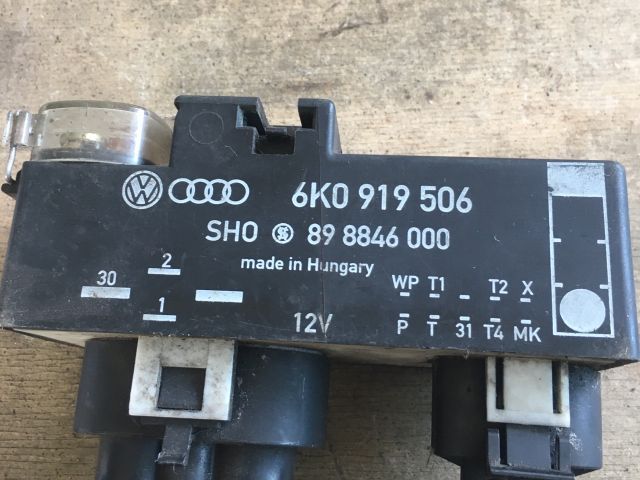 6K0 919 506
SHO 89 8846 000
made in Hungary
30 2 1
12V
WP T1 T2 X
P T 31 T4 MK